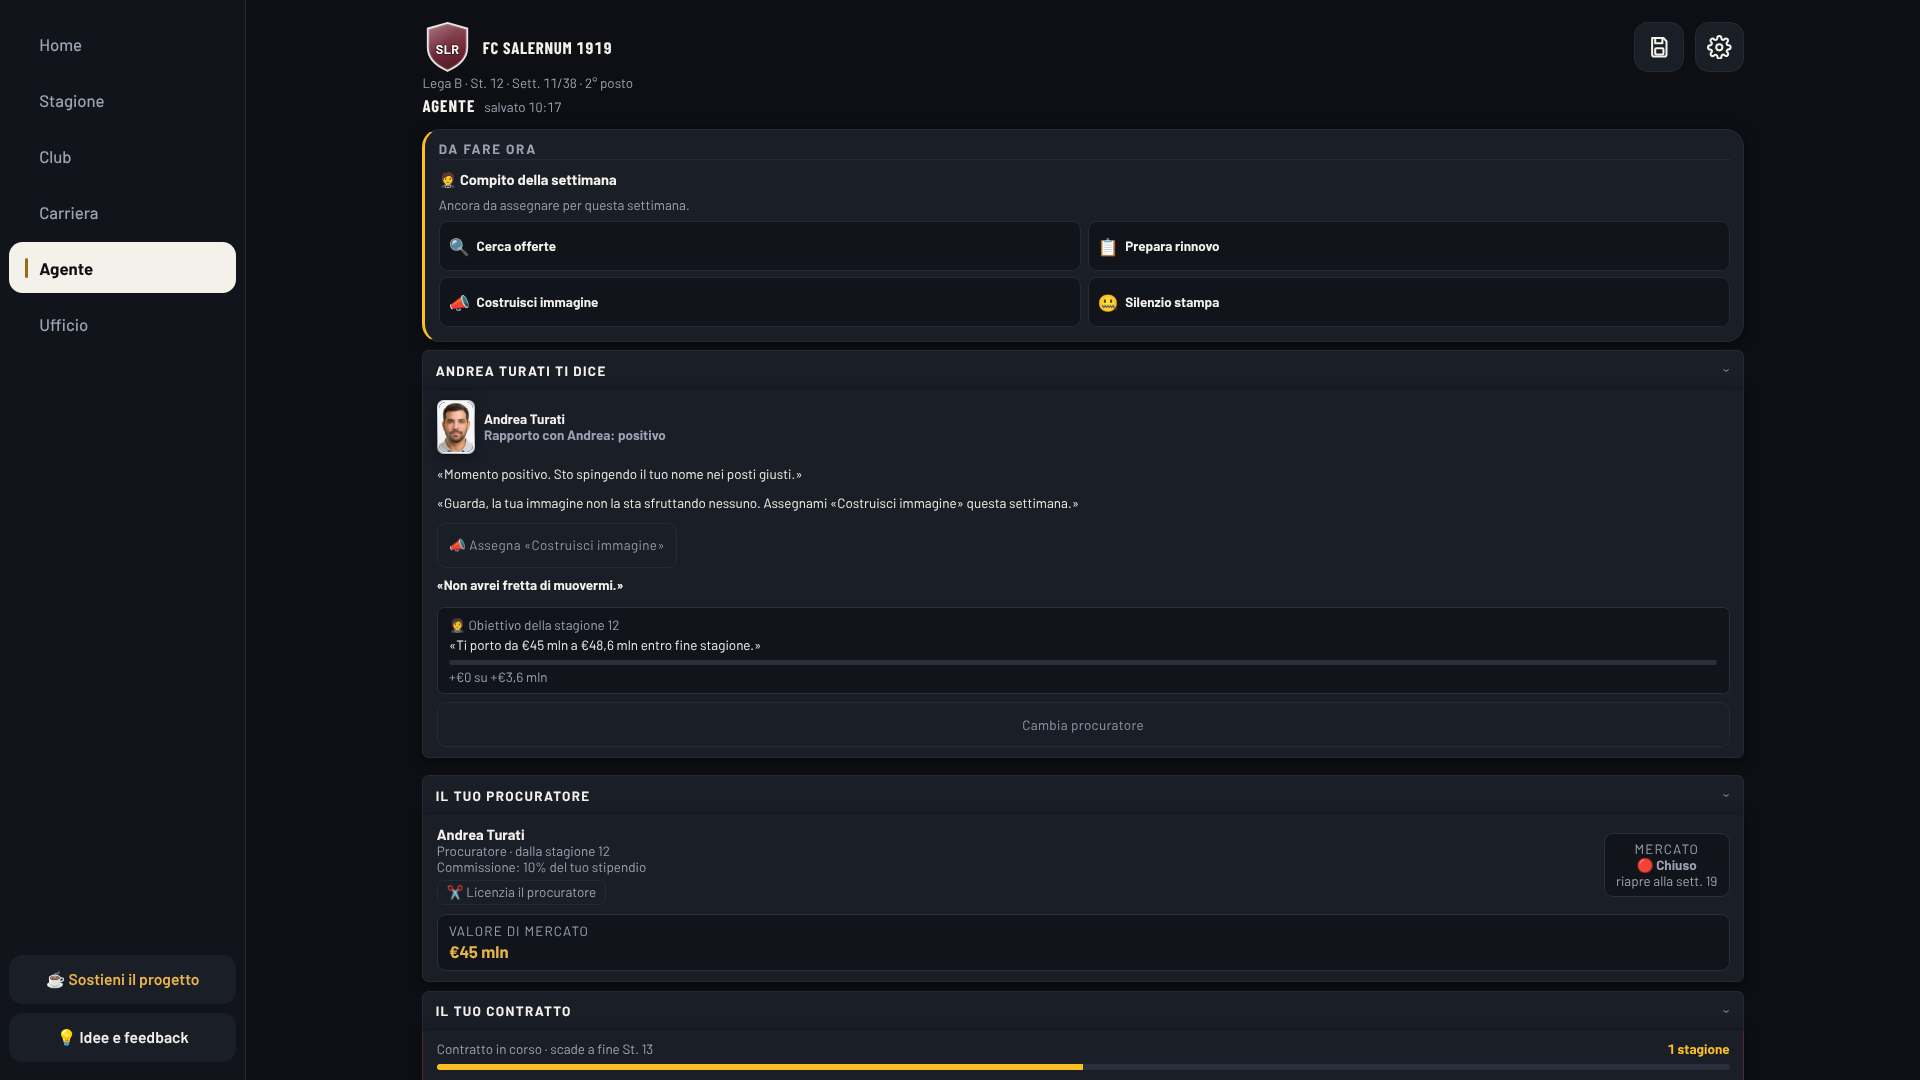 Home
Stagione
Club
Carriera
Agente
Ufficio
☕ Sostieni il progetto
💡 Idee e feedback
SLR
FC SALERNUM 1919
Lega B · St. 12 · Sett. 11/38 · 2° posto
AGENTE salvato 10:17
DA FARE ORA
Compito della settimana
Ancora da assegnare per questa settimana.
🔍 Cerca offerte
📋 Prepara rinnovo
📣 Costruisci immagine
🤐 Silenzio stampa
ANDREA TURATI TI DICE
Andrea Turati
Rapporto con Andrea: positivo
«Momento positivo. Sto spingendo il tuo nome nei posti giusti.»
«Guarda, la tua immagine non la sta sfruttando nessuno. Assegnami «Costruisci immagine» questa settimana.»
📣 Assegna «Costruisci immagine»
«Non avrei fretta di muovermi.»
Obiettivo della stagione 12
«Ti porto da €45 mln a €48,6 mln entro fine stagione.»
+€0 su +€3,6 mln
Cambia procuratore
IL TUO PROCURATORE
Andrea Turati
Procuratore · dalla stagione 12
Commissione: 10% del tuo stipendio
✂️ Licenzia il procuratore
MERCATO
🔴 Chiuso
riapre alla sett. 19
VALORE DI MERCATO
€45 mln
IL TUO CONTRATTO
Contratto in corso · scade a fine St. 13
1 stagione